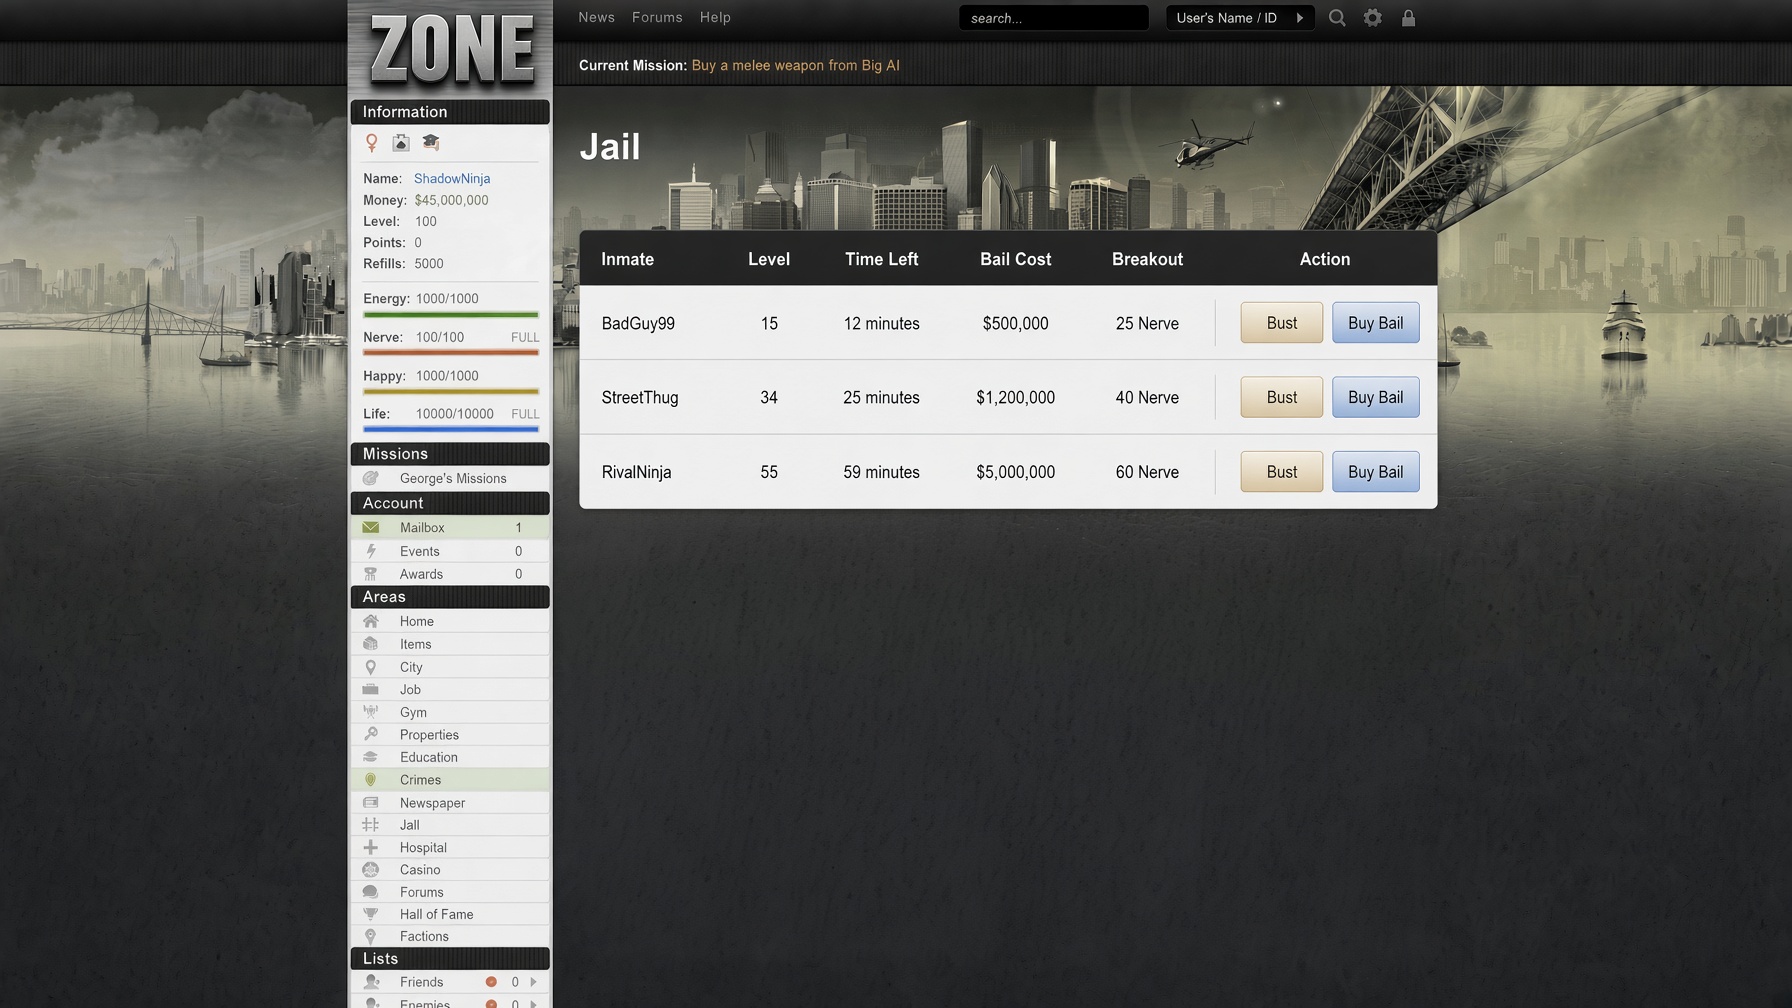 ZONE
News Forums Help
search...
User's Name / ID
Current Mission: Buy a melee weapon from Big AI
Information
Name: ShadowNinja
Money: $45,000,000
Level: 100
Points: 0
Refills: 5000
Energy: 1000/1000
Nerve: 100/100 FULL
Happy: 1000/1000
Life: 10000/10000 FULL
Missions
George's Missions
Account
Mailbox 1
Events 0
Awards 0
Areas
Home
Items
City
Job
Gym
Properties
Education
Crimes
Newspaper
Jall
Hospital
Casino
Forums
Hall of Fame
Factions
Lists
Friends 0
Enemies 0
Jail
Inmate Level Time Left Bail Cost Breakout Action
BadGuy99 15 12 minutes $500,000 25 Nerve Bust Buy Bail
StreetThug 34 25 minutes $1,200,000 40 Nerve Bust Buy Bail
RivalNinja 55 59 minutes $5,000,000 60 Nerve Bust Buy Bail